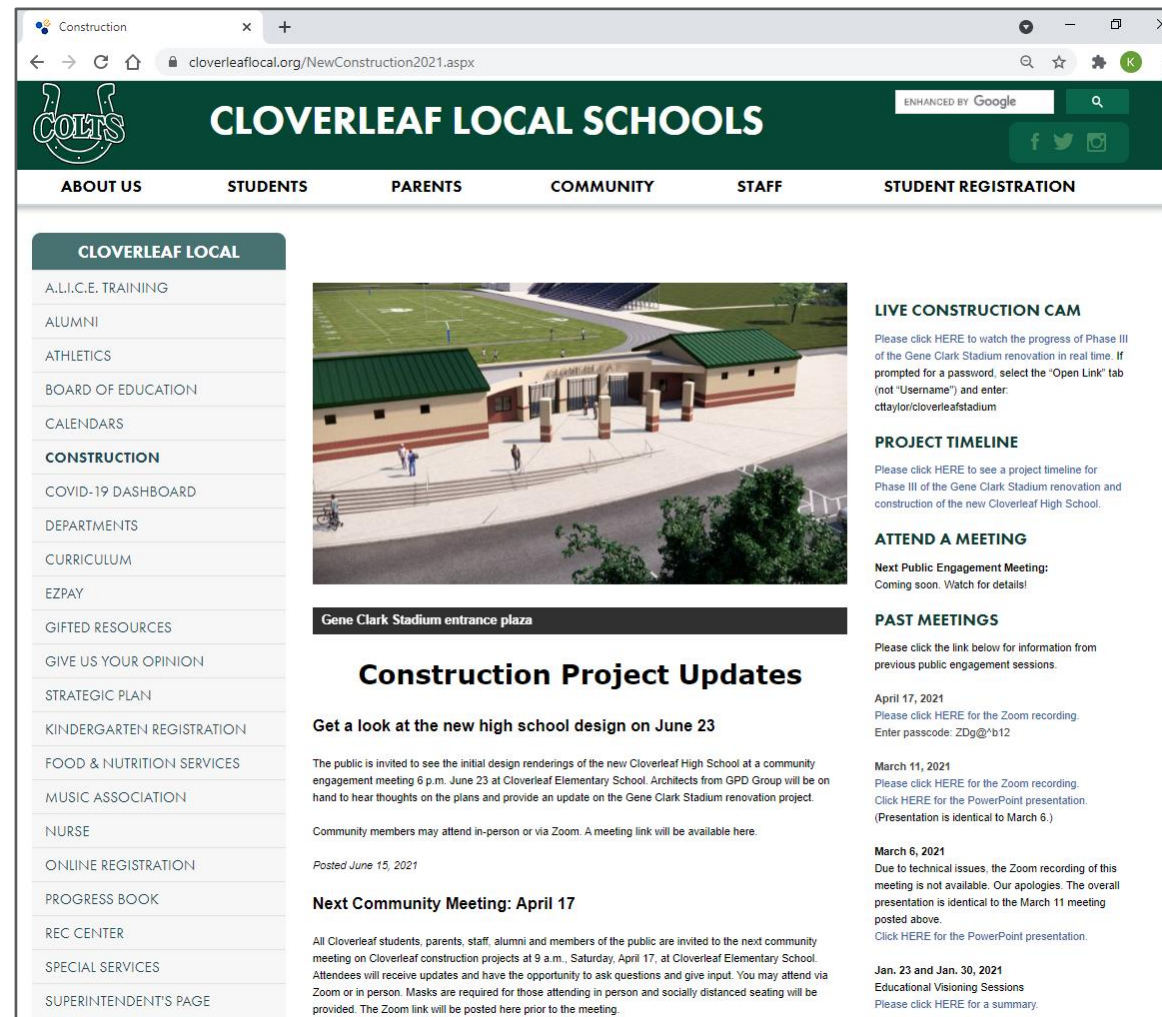 Construction
cloverleaflocal.org/NewConstruction2021.aspx
K
COLTS
CLOVERLEAF LOCAL SCHOOLS
ENHANCED BY Google
ABOUT US
STUDENTS
PARENTS
COMMUNITY
STAFF
STUDENT REGISTRATION
CLOVERLEAF LOCAL
A.L.I.C.E. TRAINING
ALUMNI
ATHLETICS
BOARD OF EDUCATION
CALENDARS
CONSTRUCTION
COVID-19 DASHBOARD
DEPARTMENTS
CURRICULUM
EZPAY
GIFTED RESOURCES
GIVE US YOUR OPINION
STRATEGIC PLAN
KINDERGARTEN REGISTRATION
FOOD & NUTRITION SERVICES
MUSIC ASSOCIATION
NURSE
ONLINE REGISTRATION
PROGRESS BOOK
REC CENTER
SPECIAL SERVICES
SUPERINTENDENT'S PAGE
CLOVERLEAF
Gene Clark Stadium entrance plaza
Construction Project Updates
Get a look at the new high school design on June 23
The public is invited to see the initial design renderings of the new Cloverleaf High School at a community
engagement meeting 6 p.m. June 23 at Cloverleaf Elementary School. Architects from GPD Group will be on
hand to hear thoughts on the plans and provide an update on the Gene Clark Stadium renovation project.
Community members may attend in-person or via Zoom. A meeting link will be available here.
Posted June 15, 2021
Next Community Meeting: April 17
All Cloverleaf students, parents, staff, alumni and members of the public are invited to the next community
meeting on Cloverleaf construction projects at 9 a.m., Saturday, April 17, at Cloverleaf Elementary School.
Attendees will receive updates and have the opportunity to ask questions and give input. You may attend via
Zoom or in person. Masks are required for those attending in person and socially distanced seating will be
provided. The Zoom link will be posted here prior to the meeting.
LIVE CONSTRUCTION CAM
Please click HERE to watch the progress of Phase III
of the Gene Clark Stadium renovation in real time. If
prompted for a password, select the “Open Link” tab
(not “Username”) and enter:
cttaylor/cloverleafstadium
PROJECT TIMELINE
Please click HERE to see a project timeline for
Phase III of the Gene Clark Stadium renovation and
construction of the new Cloverleaf High School.
ATTEND A MEETING
Next Public Engagement Meeting:
Coming soon. Watch for details!
PAST MEETINGS
Please click the link below for information from
previous public engagement sessions.
April 17, 2021
Please click HERE for the Zoom recording.
Enter passcode: ZDg@^b12
March 11, 2021
Please click HERE for the Zoom recording.
Click HERE for the PowerPoint presentation.
(Presentation is identical to March 6.)
March 6, 2021
Due to technical issues, the Zoom recording of this
meeting is not available. Our apologies. The overall
presentation is identical to the March 11 meeting
posted above.
Click HERE for the PowerPoint presentation.
Jan. 23 and Jan. 30, 2021
Educational Visioning Sessions
Please click HERE for a summary.